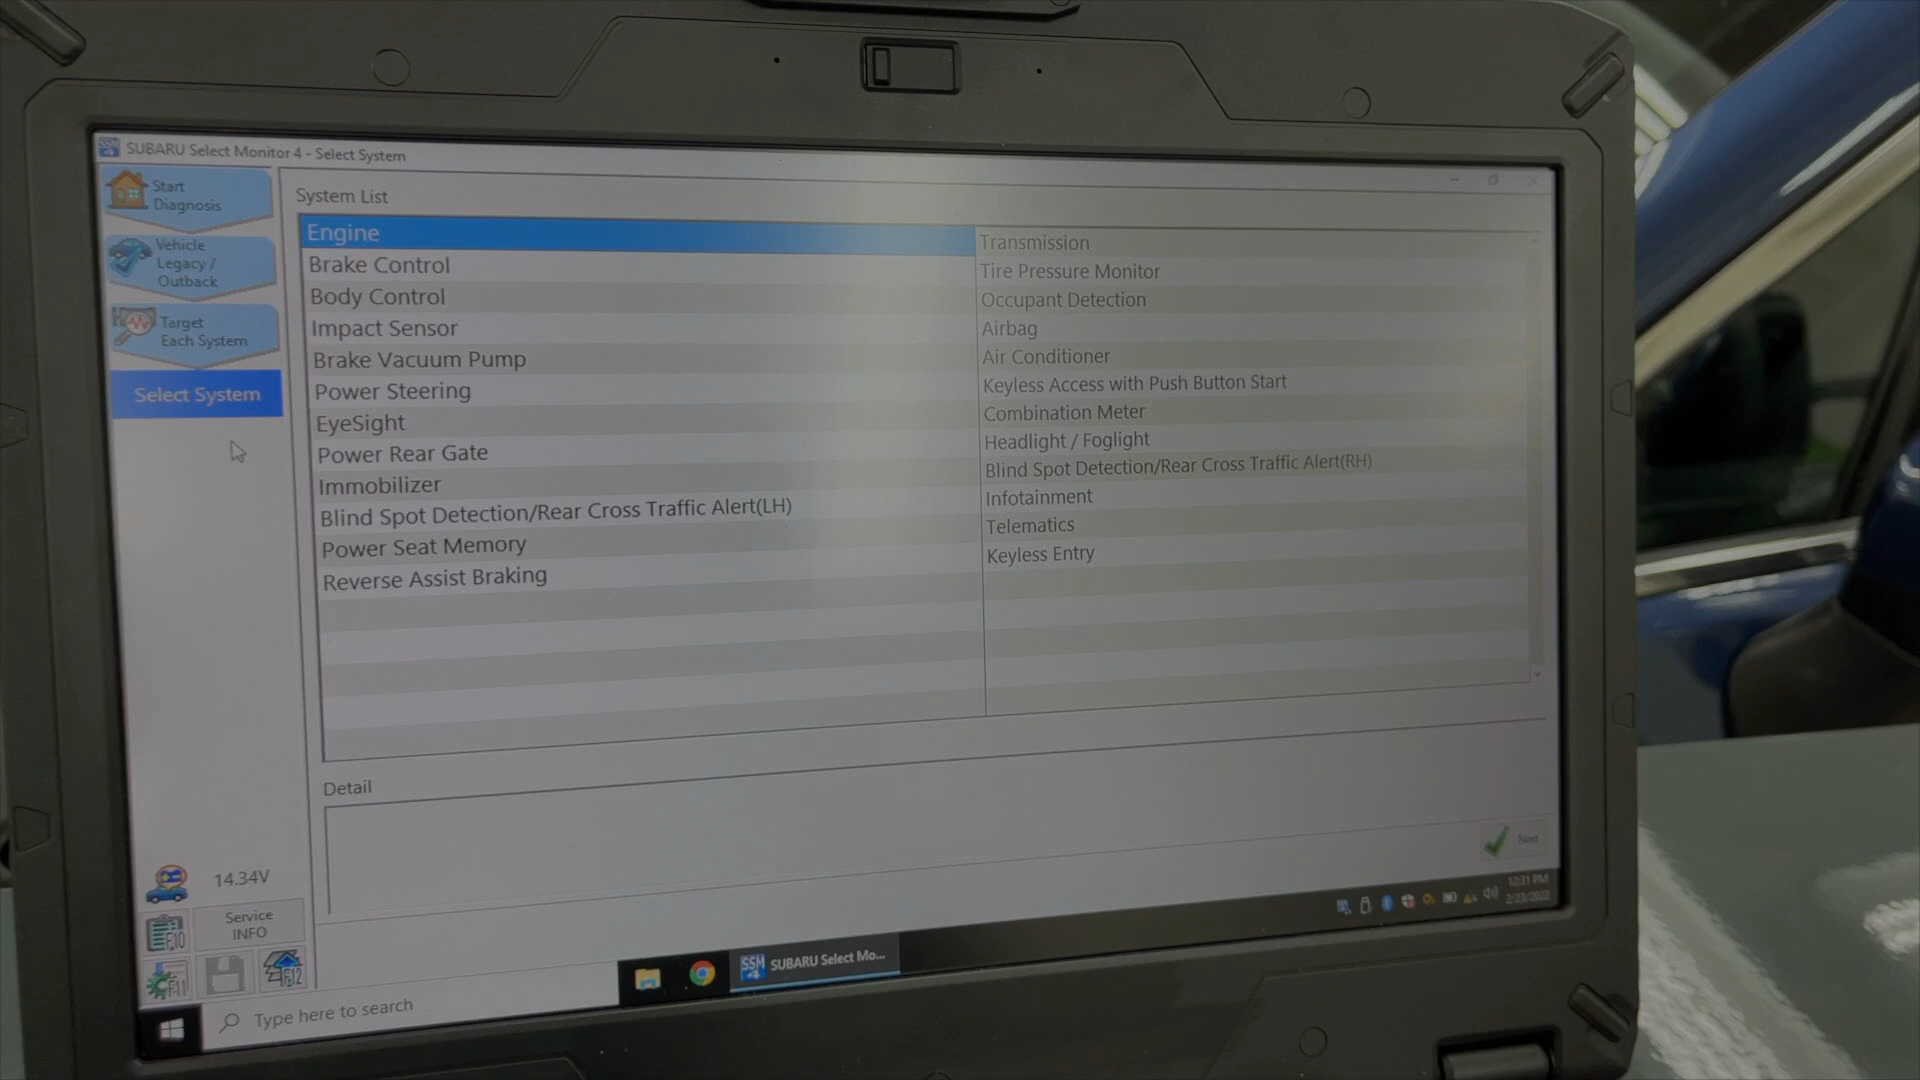 SUBARU Select Monitor 4 - Select System
Start
Diagnosis
Vehicle
Legacy /
Outback
Target
Each System
Select System
System List
Engine
Brake Control
Body Control
Impact Sensor
Brake Vacuum Pump
Power Steering
EyeSight
Power Rear Gate
Immobilizer
Blind Spot Detection/Rear Cross Traffic Alert(LH)
Power Seat Memory
Reverse Assist Braking
Transmission
Tire Pressure Monitor
Occupant Detection
Airbag
Air Conditioner
Keyless Access with Push Button Start
Combination Meter
Headlight / Foglight
Blind Spot Detection/Rear Cross Traffic Alert(RH)
Infotainment
Telematics
Keyless Entry
Detail
Next
14.34V
Service
INFO
F10
F11
F12
Type here to search
SSM
4
SUBARU Select Mo...
12:31 PM
2/23/2022